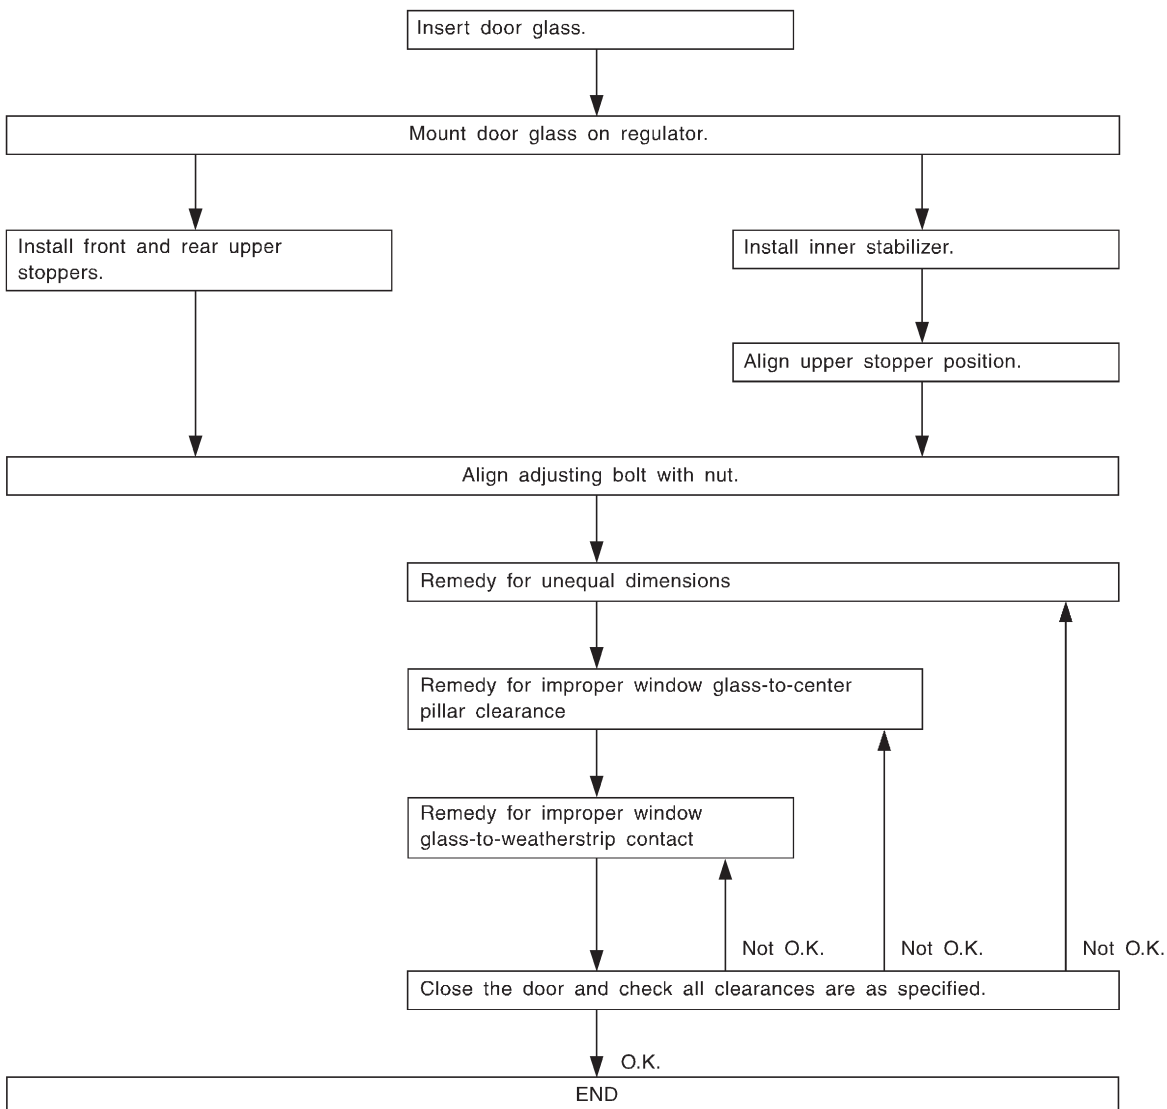 Insert door glass.
Mount door glass on regulator.
Install front and rear upper
stoppers.
Install inner stabilizer.
Align upper stopper position.
Align adjusting bolt with nut.
Remedy for unequal dimensions
Remedy for improper window glass-to-center
pillar clearance
Remedy for improper window
glass-to-weatherstrip contact
Not O.K.
Not O.K.
Not O.K.
Close the door and check all clearances are as specified.
O.K.
END